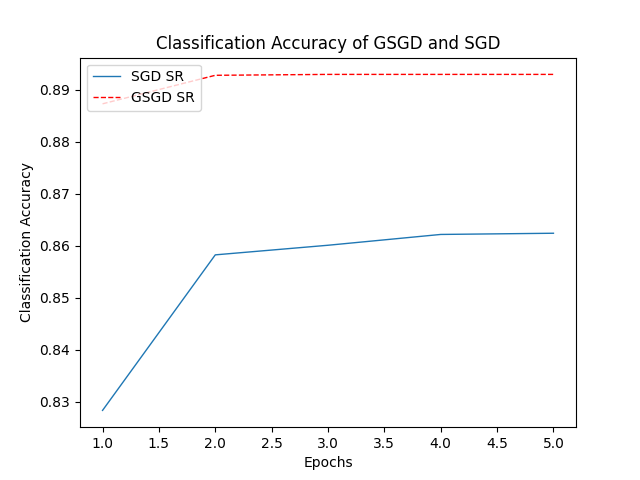 Classification Accuracy of GSGD and SGD
SGD SR
GSGD SR
Classification Accuracy
0.89
0.88
0.87
0.86
0.85
0.84
0.83
1.0 1.5 2.0 2.5 3.0 3.5 4.0 4.5 5.0
Epochs